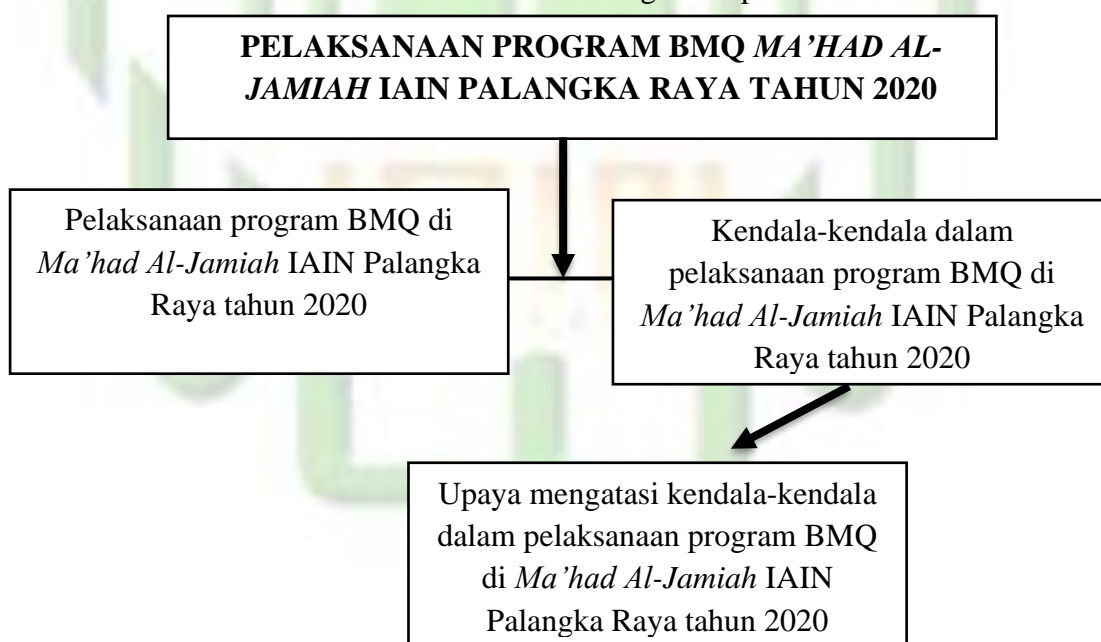 PELAKSANAAN PROGRAM BMQ MA’HAD AL-
JAMIAH IAIN PALANGKA RAYA TAHUN 2020
Pelaksanaan program BMQ di
Ma’had Al-Jamiah IAIN Palangka
Raya tahun 2020
Kendala-kendala dalam
pelaksanaan program BMQ di
Ma’had Al-Jamiah IAIN Palangka
Raya tahun 2020
Upaya mengatasi kendala-kendala
dalam pelaksanaan program BMQ
di Ma’had Al-Jamiah IAIN
Palangka Raya tahun 2020